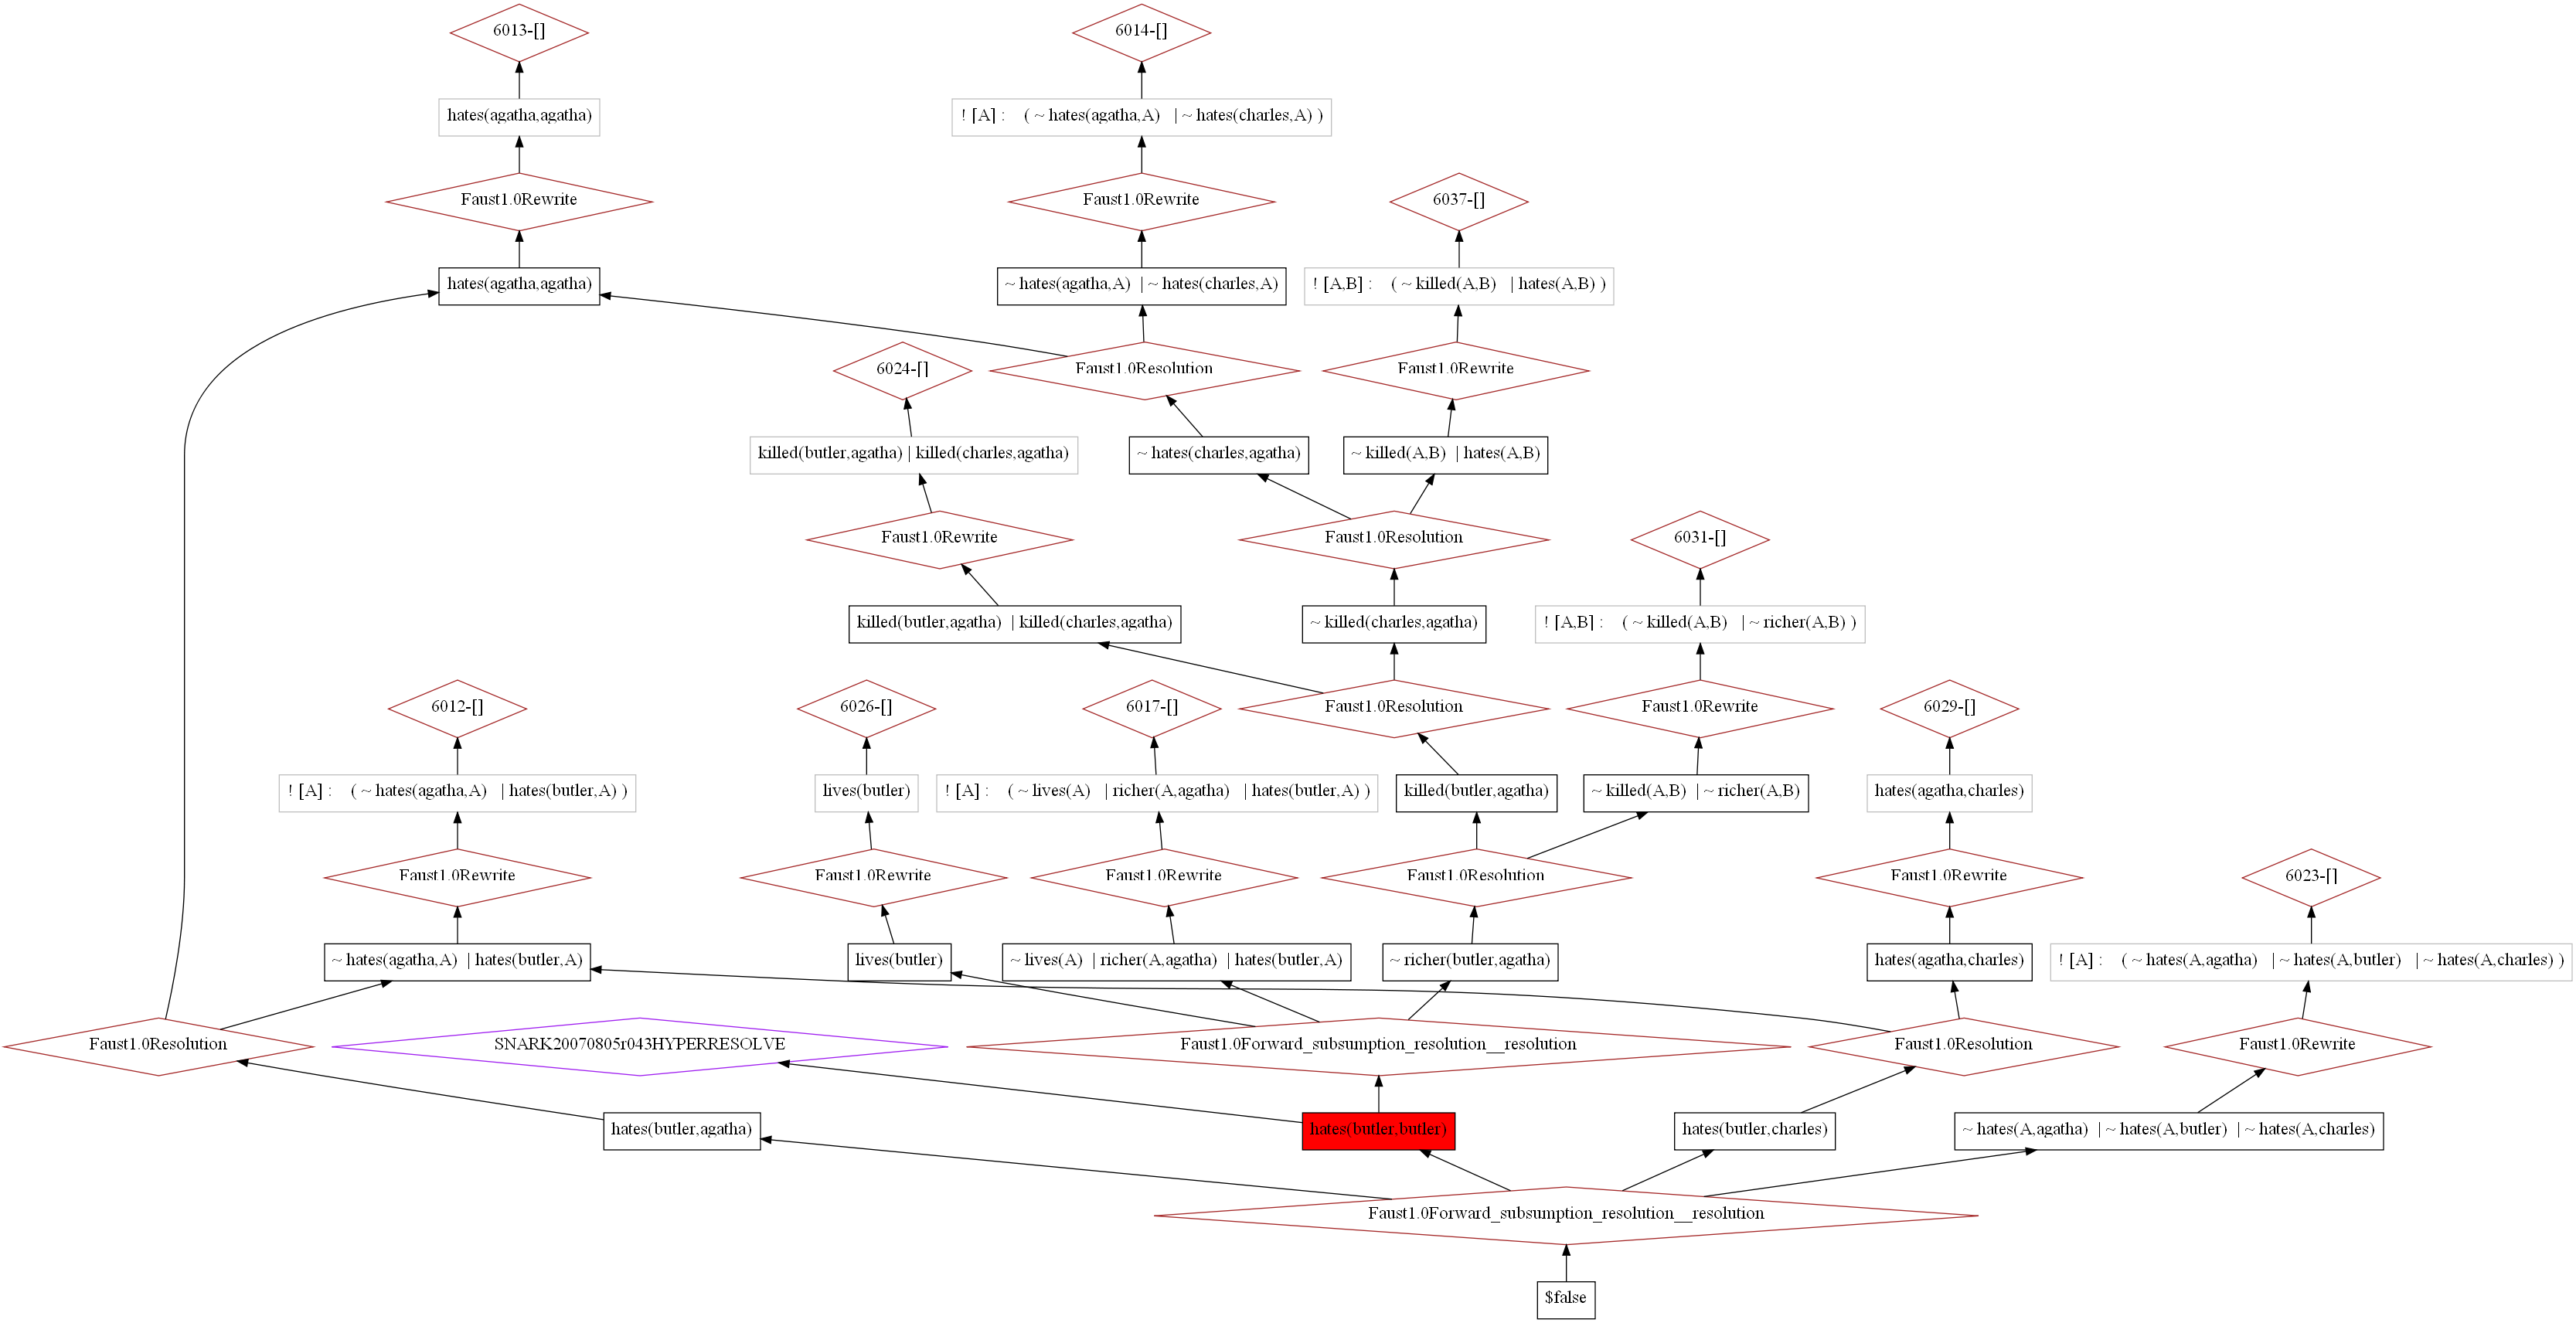 6013-[]
6014-[]
hates(agatha,agatha)
! [A] : ( ~ hates(agatha,A) | ~ hates(charles,A) )
Faust1.0Rewrite
Faust1.0Rewrite
6037-[]
hates(agatha,agatha)
~ hates(agatha,A) | ~ hates(charles,A)
! [A,B] : ( ~ killed(A,B) | hates(A,B) )
6024-[]
Faust1.0Resolution
Faust1.0Rewrite
killed(butler,agatha) | killed(charles,agatha)
~ hates(charles,agatha)
~ killed(A,B) | hates(A,B)
Faust1.0Rewrite
Faust1.0Resolution
6031-[]
killed(butler,agatha) | killed(charles,agatha)
~ killed(charles,agatha)
! [A,B] : ( ~ killed(A,B) | ~ richer(A,B) )
6012-[]
6026-[]
6017-[]
Faust1.0Resolution
Faust1.0Rewrite
6029-[]
! [A] : ( ~ hates(agatha,A) | hates(butler,A) )
lives(butler)
! [A] : ( ~ lives(A) | richer(A,agatha) | hates(butler,A) )
killed(butler,agatha)
~ killed(A,B) | ~ richer(A,B)
hates(agatha,charles)
Faust1.0Rewrite
Faust1.0Rewrite
Faust1.0Rewrite
Faust1.0Resolution
Faust1.0Rewrite
6023-[]
~ hates(agatha,A) | hates(butler,A)
lives(butler)
~ lives(A) | richer(A,agatha) | hates(butler,A)
~ richer(butler,agatha)
hates(agatha,charles)
! [A] : ( ~ hates(A,agatha) | ~ hates(A,butler) | ~ hates(A,charles) )
Faust1.0Resolution
SNARK20070805r043HYPERRESOLVE
Faust1.0Forward_subsumption_resolution__resolution
Faust1.0Resolution
Faust1.0Rewrite
hates(butler,agatha)
hates(butler,butler)
hates(butler,charles)
~ hates(A,agatha) | ~ hates(A,butler) | ~ hates(A,charles)
Faust1.0Forward_subsumption_resolution__resolution
$false